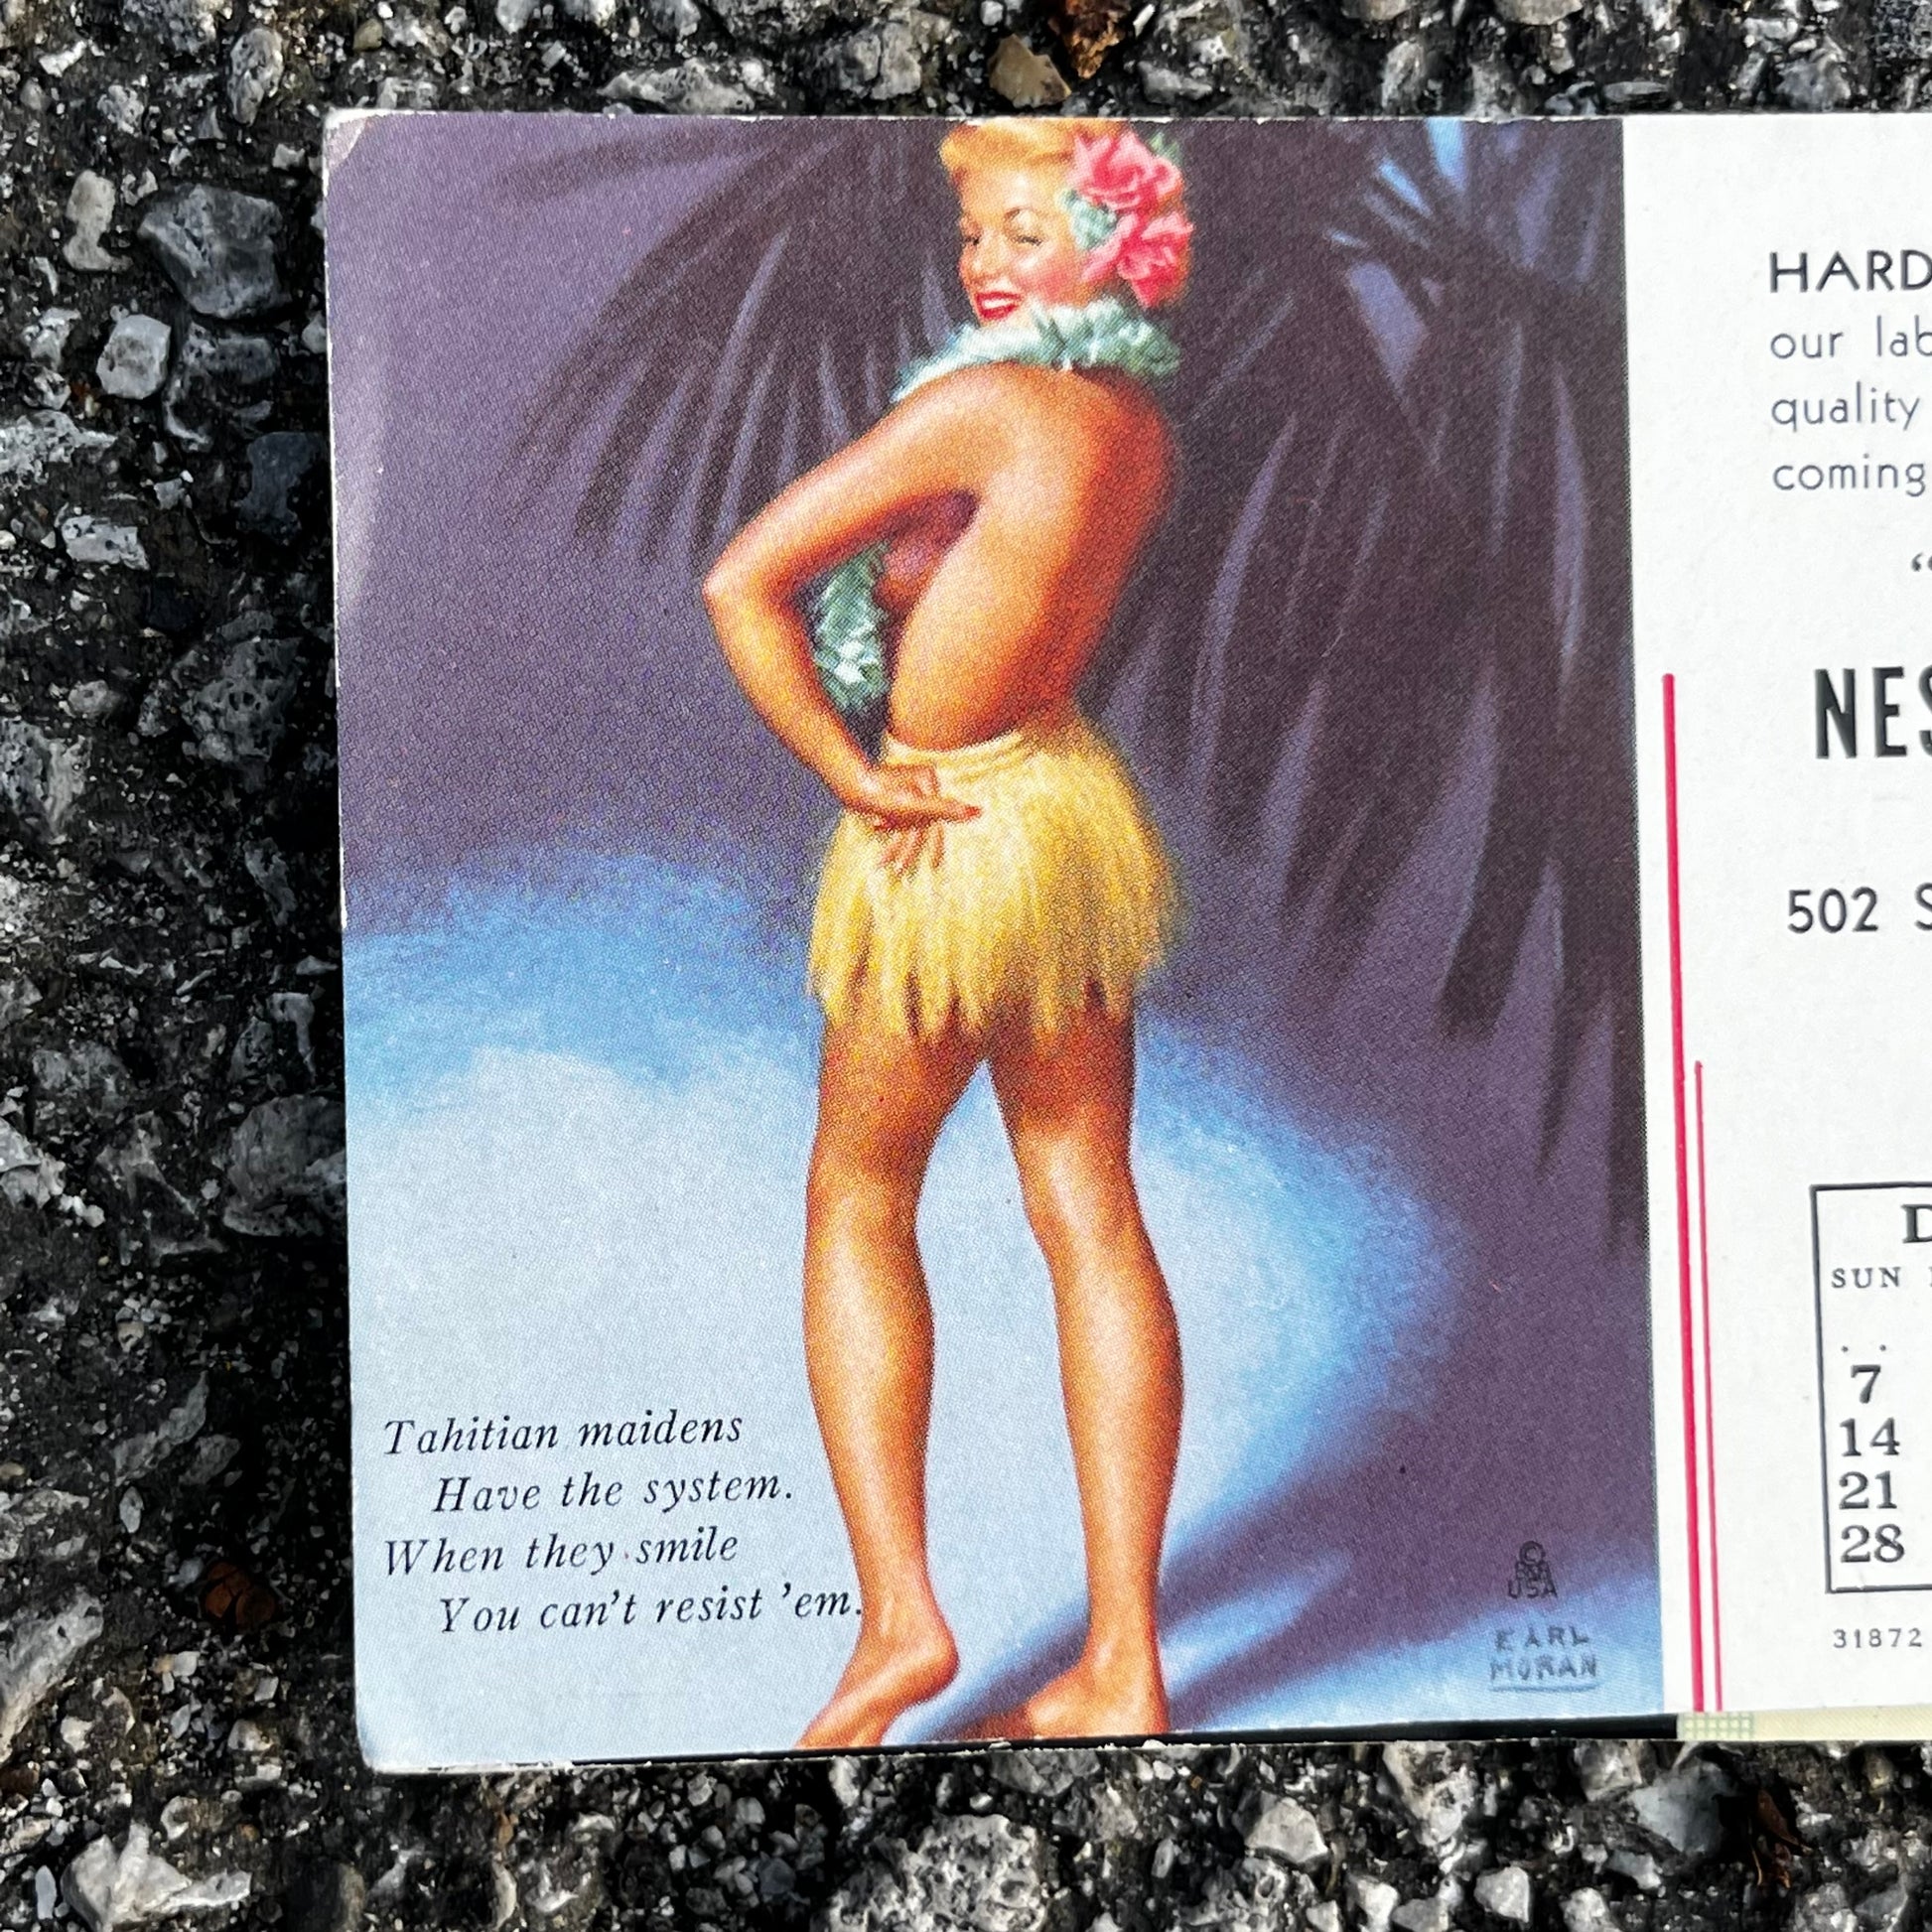 Tahitian maidens
Have the system.
When they smile
You can't resist 'em.
© 
USA
EARL
MORAN
HARD
our lab
quality
coming
“
NES
502 S
D
SUN
. .
7
14
21
28
31872